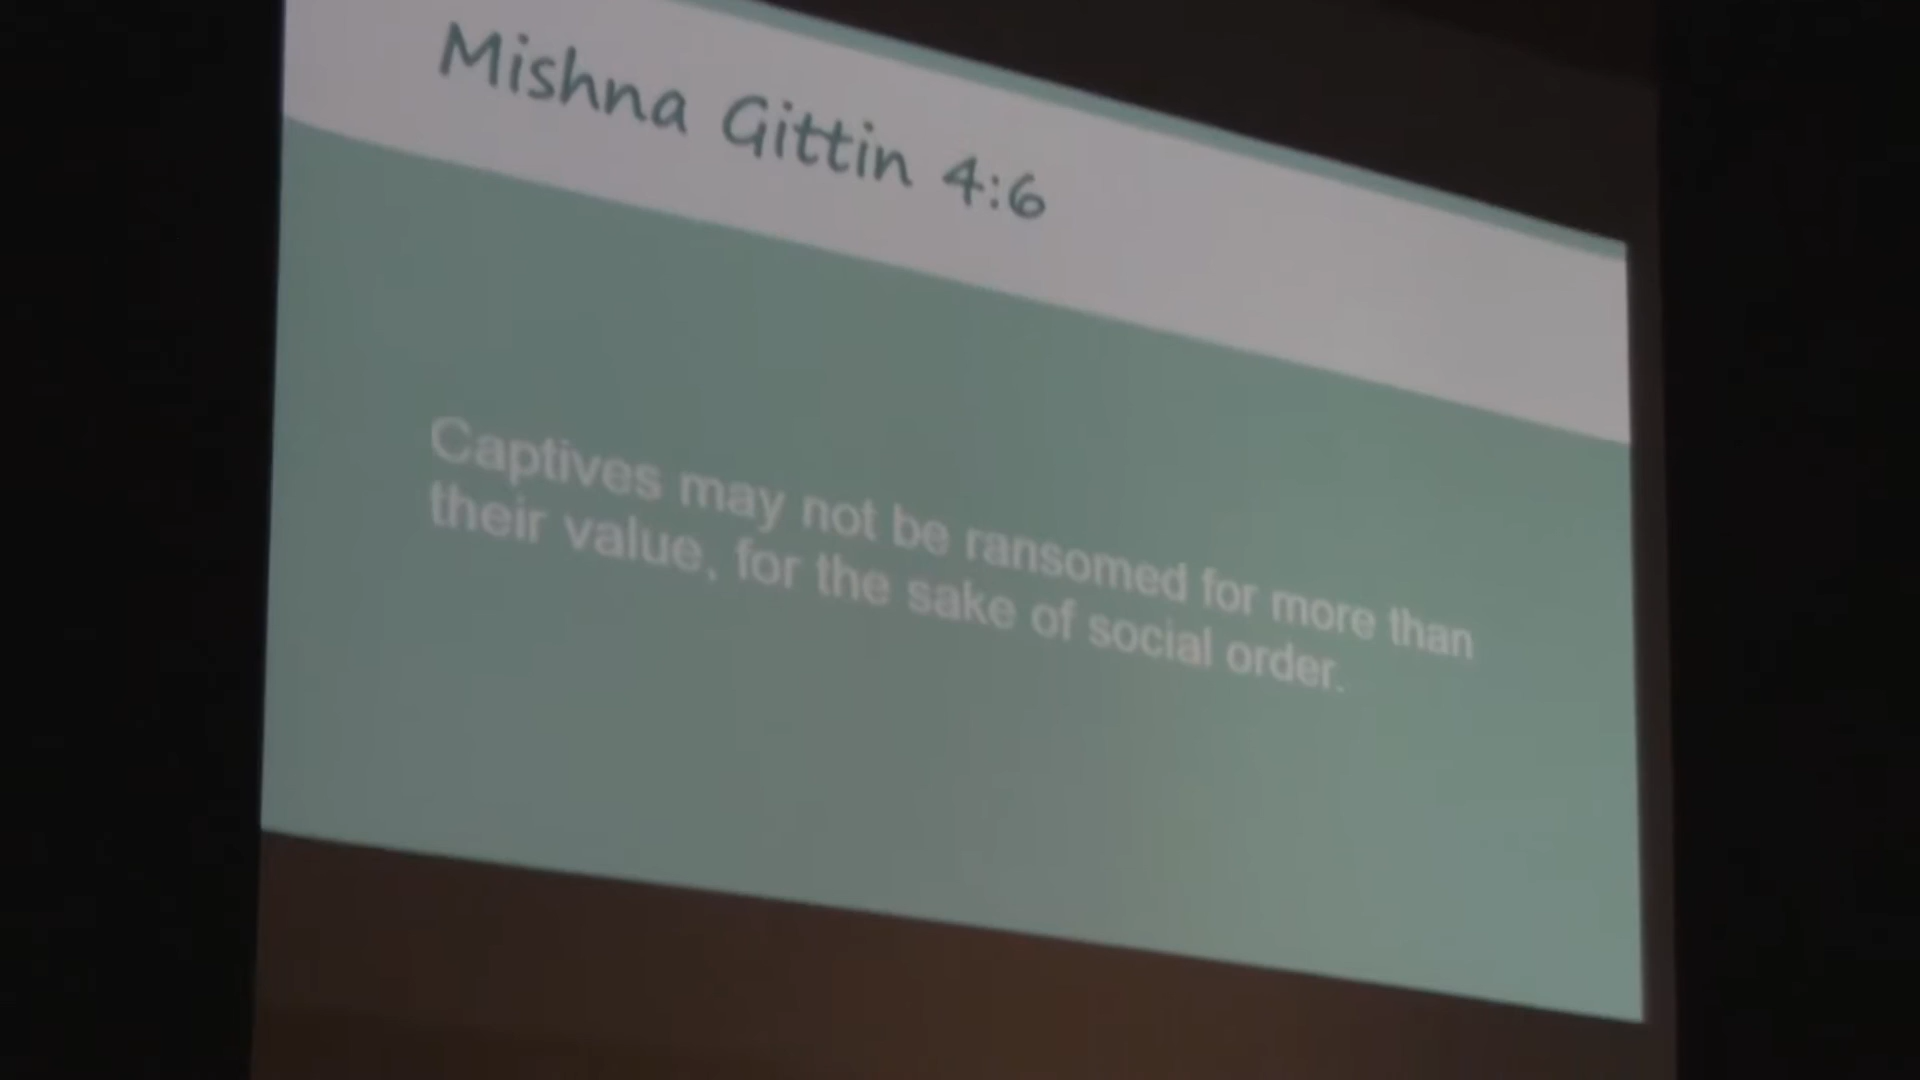 Mishna Gittin 4:6
Captives may not be ransomed for more than
their value, for the sake of social order.